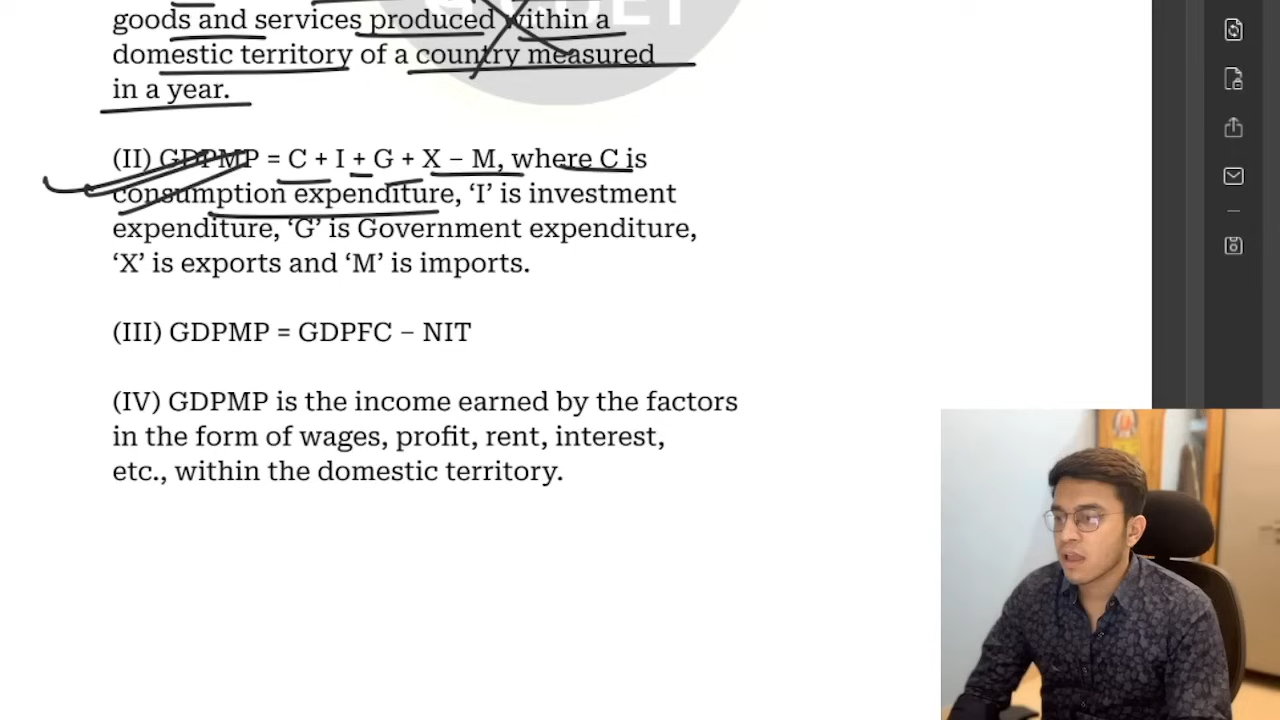 goods and services produced within a
domestic territory of a country measured
in a year.
(II) GDPMP = C + I + G + X – M, where C is
consumption expenditure, ‘I’ is investment
expenditure, ‘G’ is Government expenditure,
‘X’ is exports and ‘M’ is imports.
(III) GDPMP = GDPFC – NIT
(IV) GDPMP is the income earned by the factors
in the form of wages, profit, rent, interest,
etc., within the domestic territory.